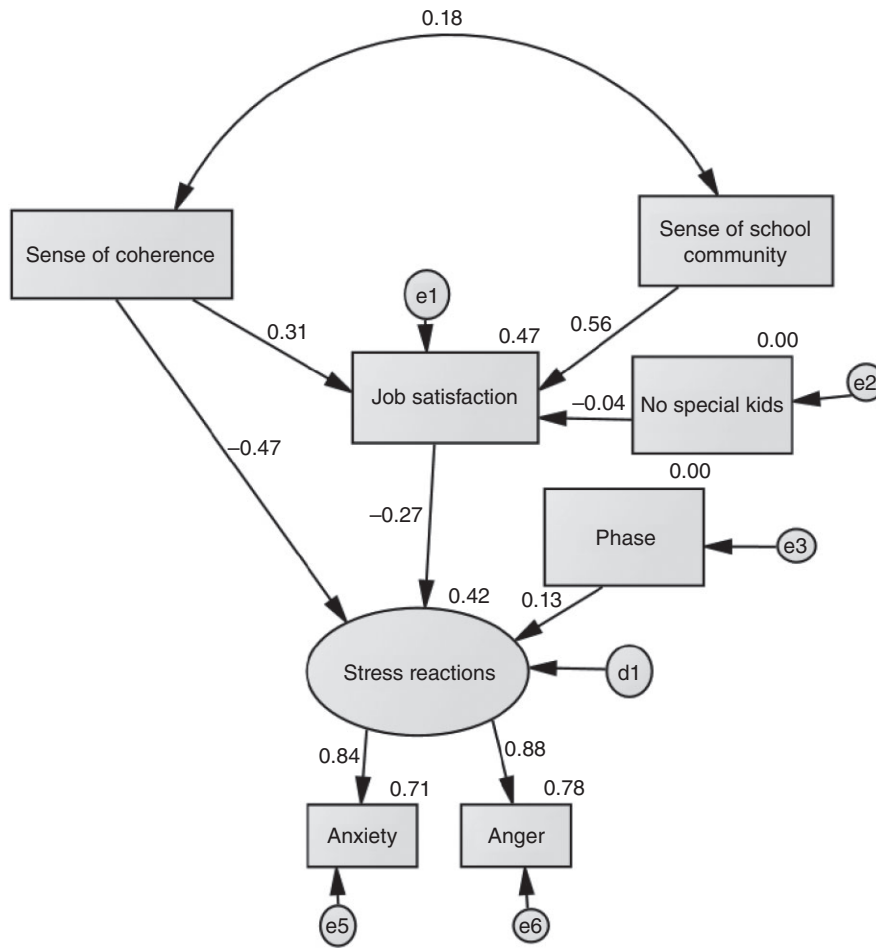 0.18
Sense of coherence
Sense of school
community
e1
0.31
0.47
0.56
0.00
Job satisfaction
–0.04
No special kids
e2
–0.47
0.00
–0.27
Phase
e3
0.42
0.13
Stress reactions
d1
0.84
0.88
0.71
0.78
Anxiety
Anger
e5
e6